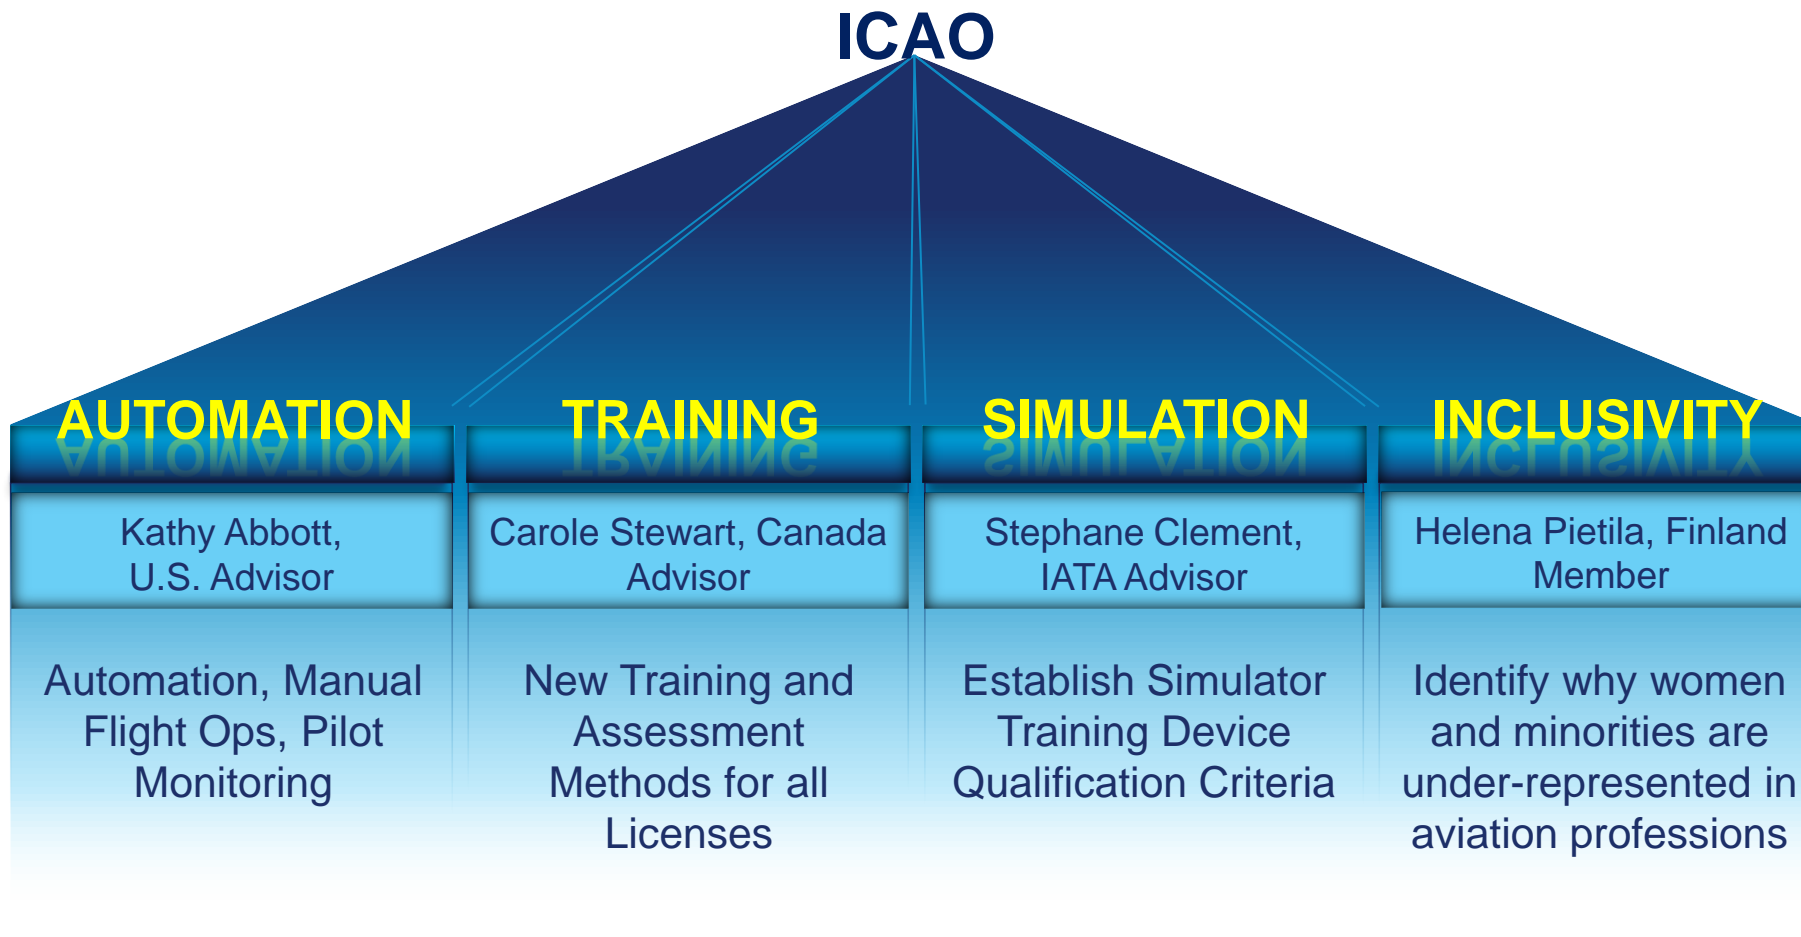 ICAO
AUTOMATION
TRAINING
SIMULATION
INCLUSIVITY
Kathy Abbott,
U.S. Advisor
Carole Stewart, Canada
Advisor
Stephane Clement,
IATA Advisor
Helena Pietila, Finland
Member
Automation, Manual
Flight Ops, Pilot
Monitoring
New Training and
Assessment
Methods for all
Licenses
Establish Simulator
Training Device
Qualification Criteria
Identify why women
and minorities are
under-represented in
aviation professions